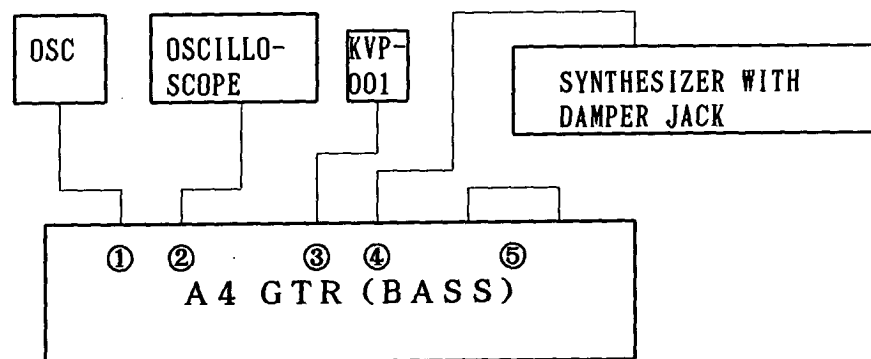 OSC
OSCILLO-
SCOPE
KVP-
001
SYNTHESIZER WITH
DAMPER JACK
① ② ③ ④ ⑤
A4 GTR (BASS)